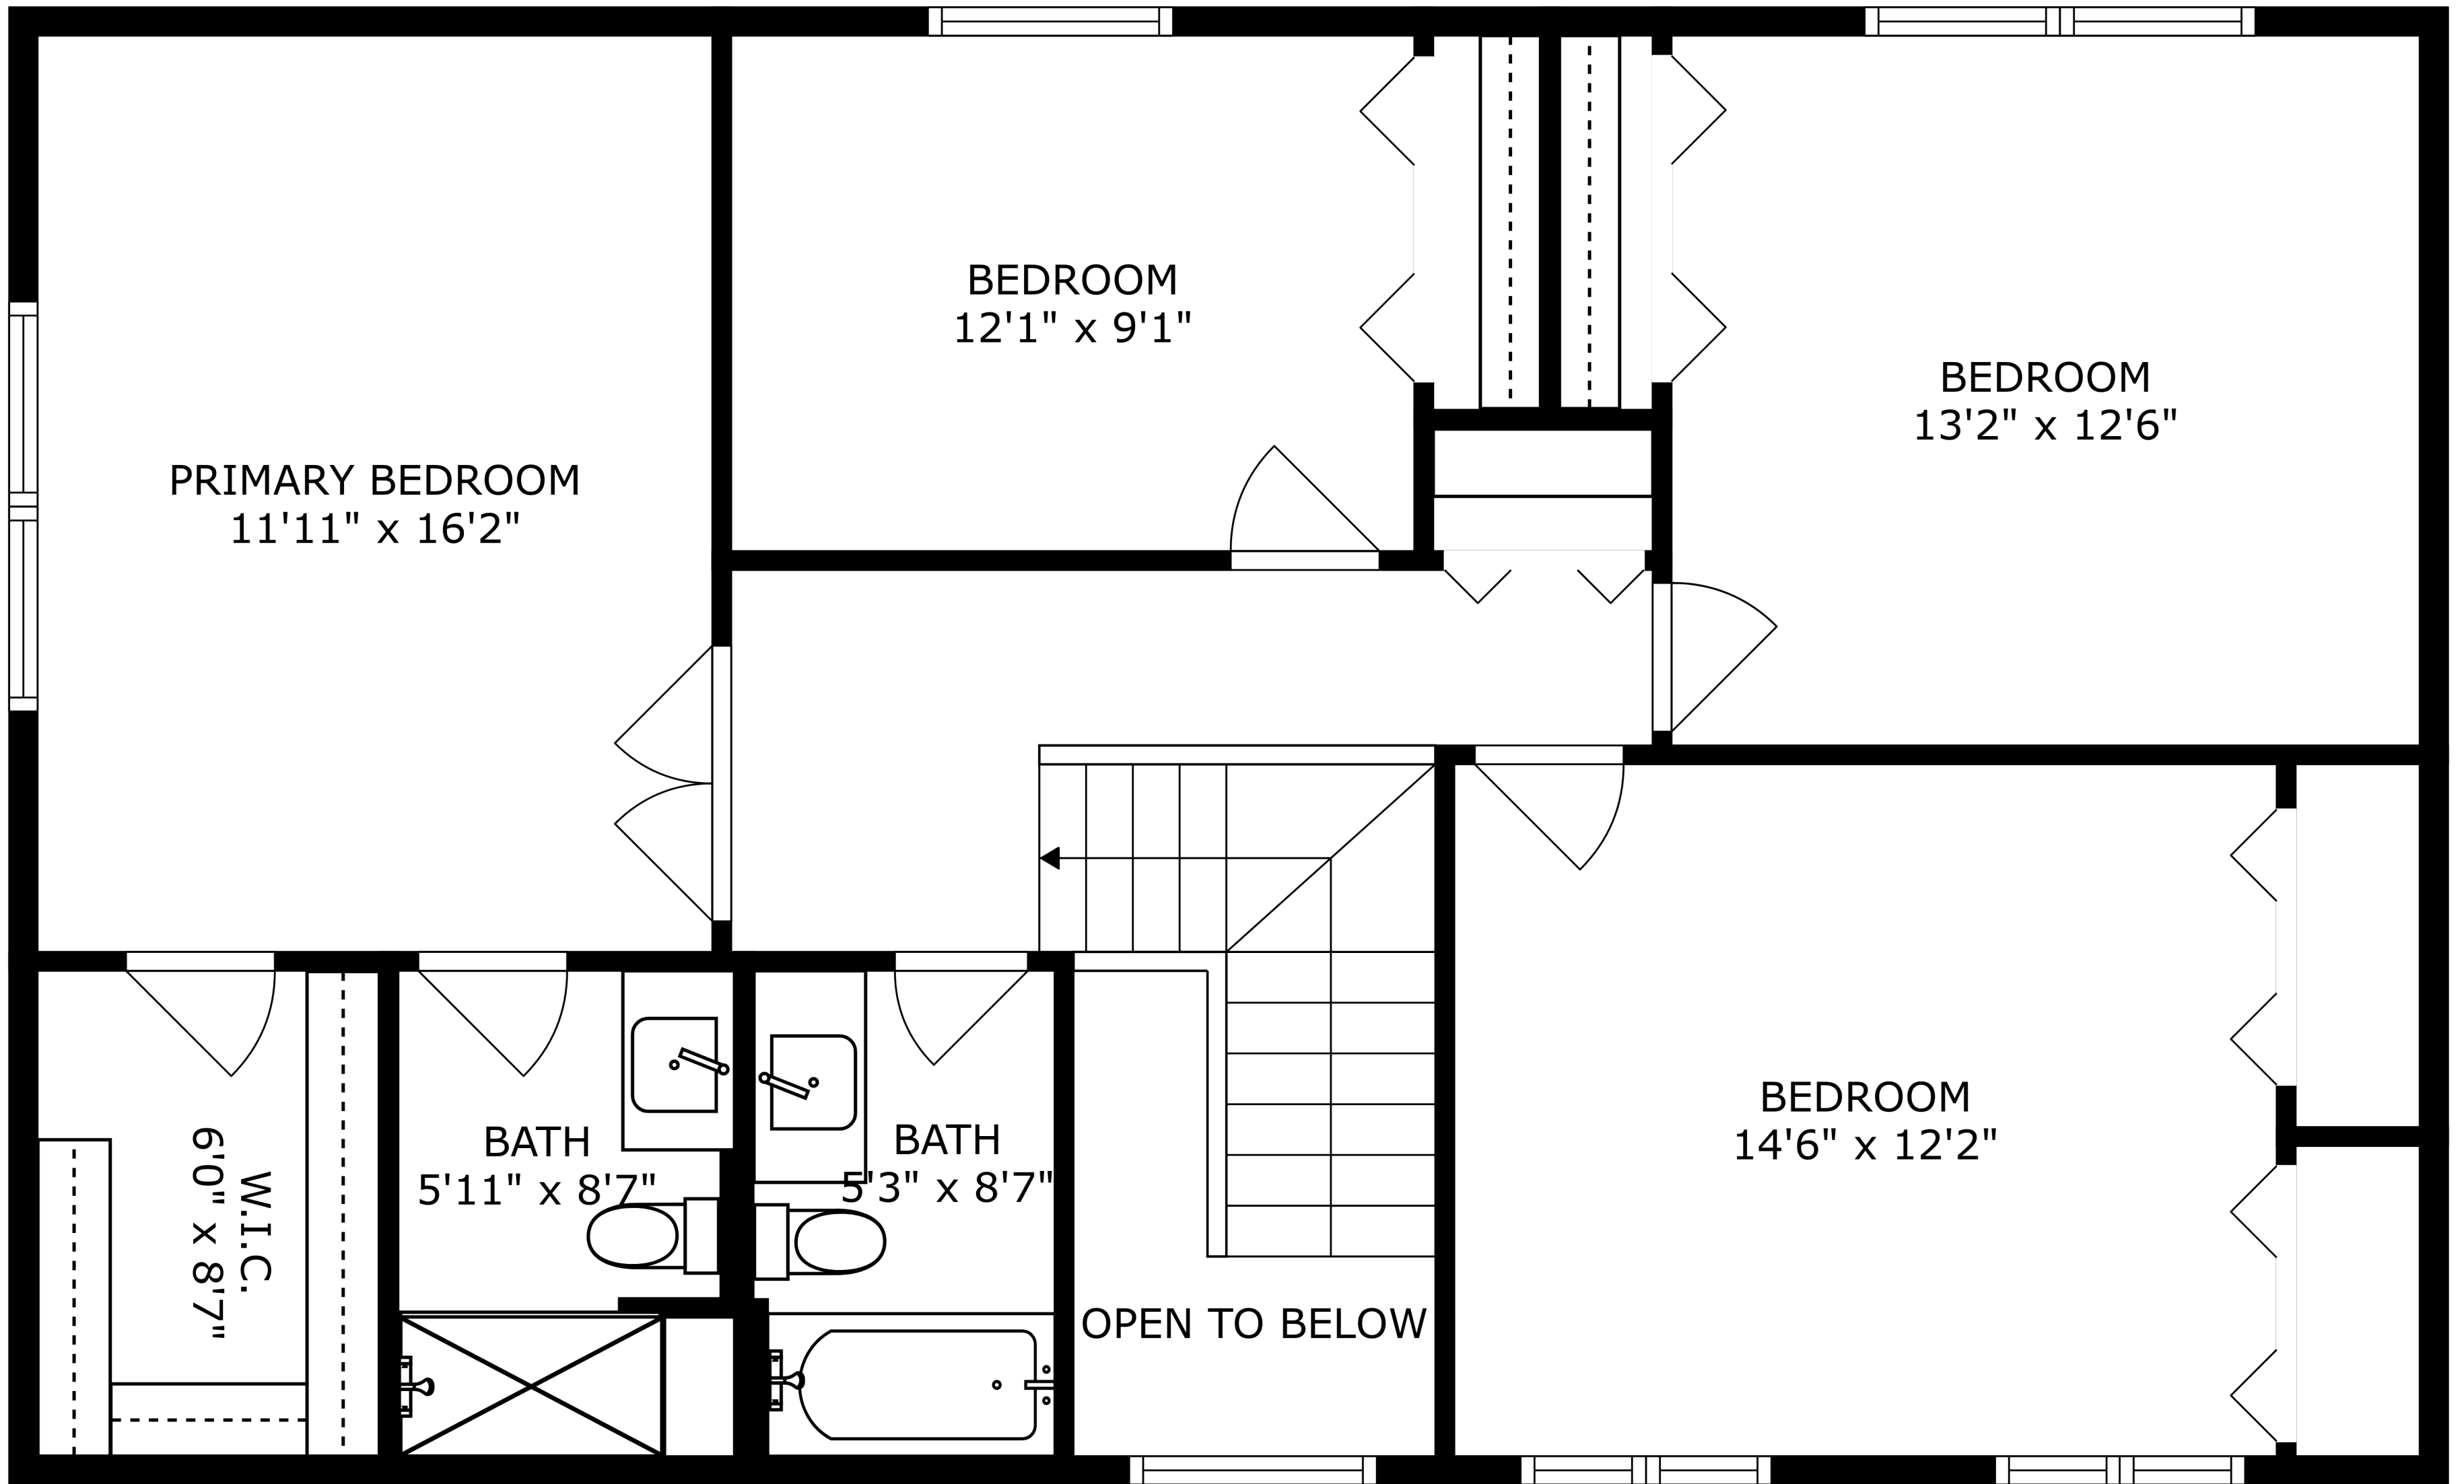 BEDROOM
12'1" x 9'1"
BEDROOM
13'2" x 12'6"
PRIMARY BEDROOM
11'11" x 16'2"
BEDROOM
14'6" x 12'2"
W.I.C.
6'0" x 8'7"
BATH
5'11" x 8'7"
BATH
5'3" x 8'7"
OPEN TO BELOW